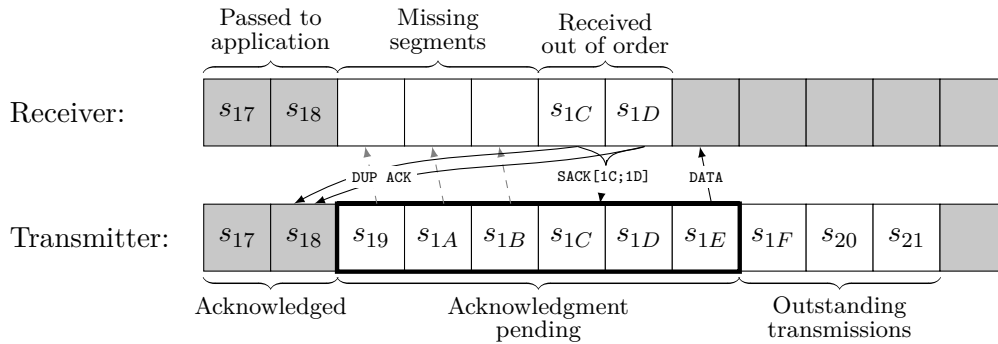 Passed to application
Missing segments
Received out of order
Receiver:
s17 s18 s1C s1D
DUP ACK
SACK[1C;1D]
DATA
Transmitter:
s17 s18 s19 s1A s1B s1C s1D s1E s1F s20 s21
Acknowledged
Acknowledgment pending
Outstanding transmissions